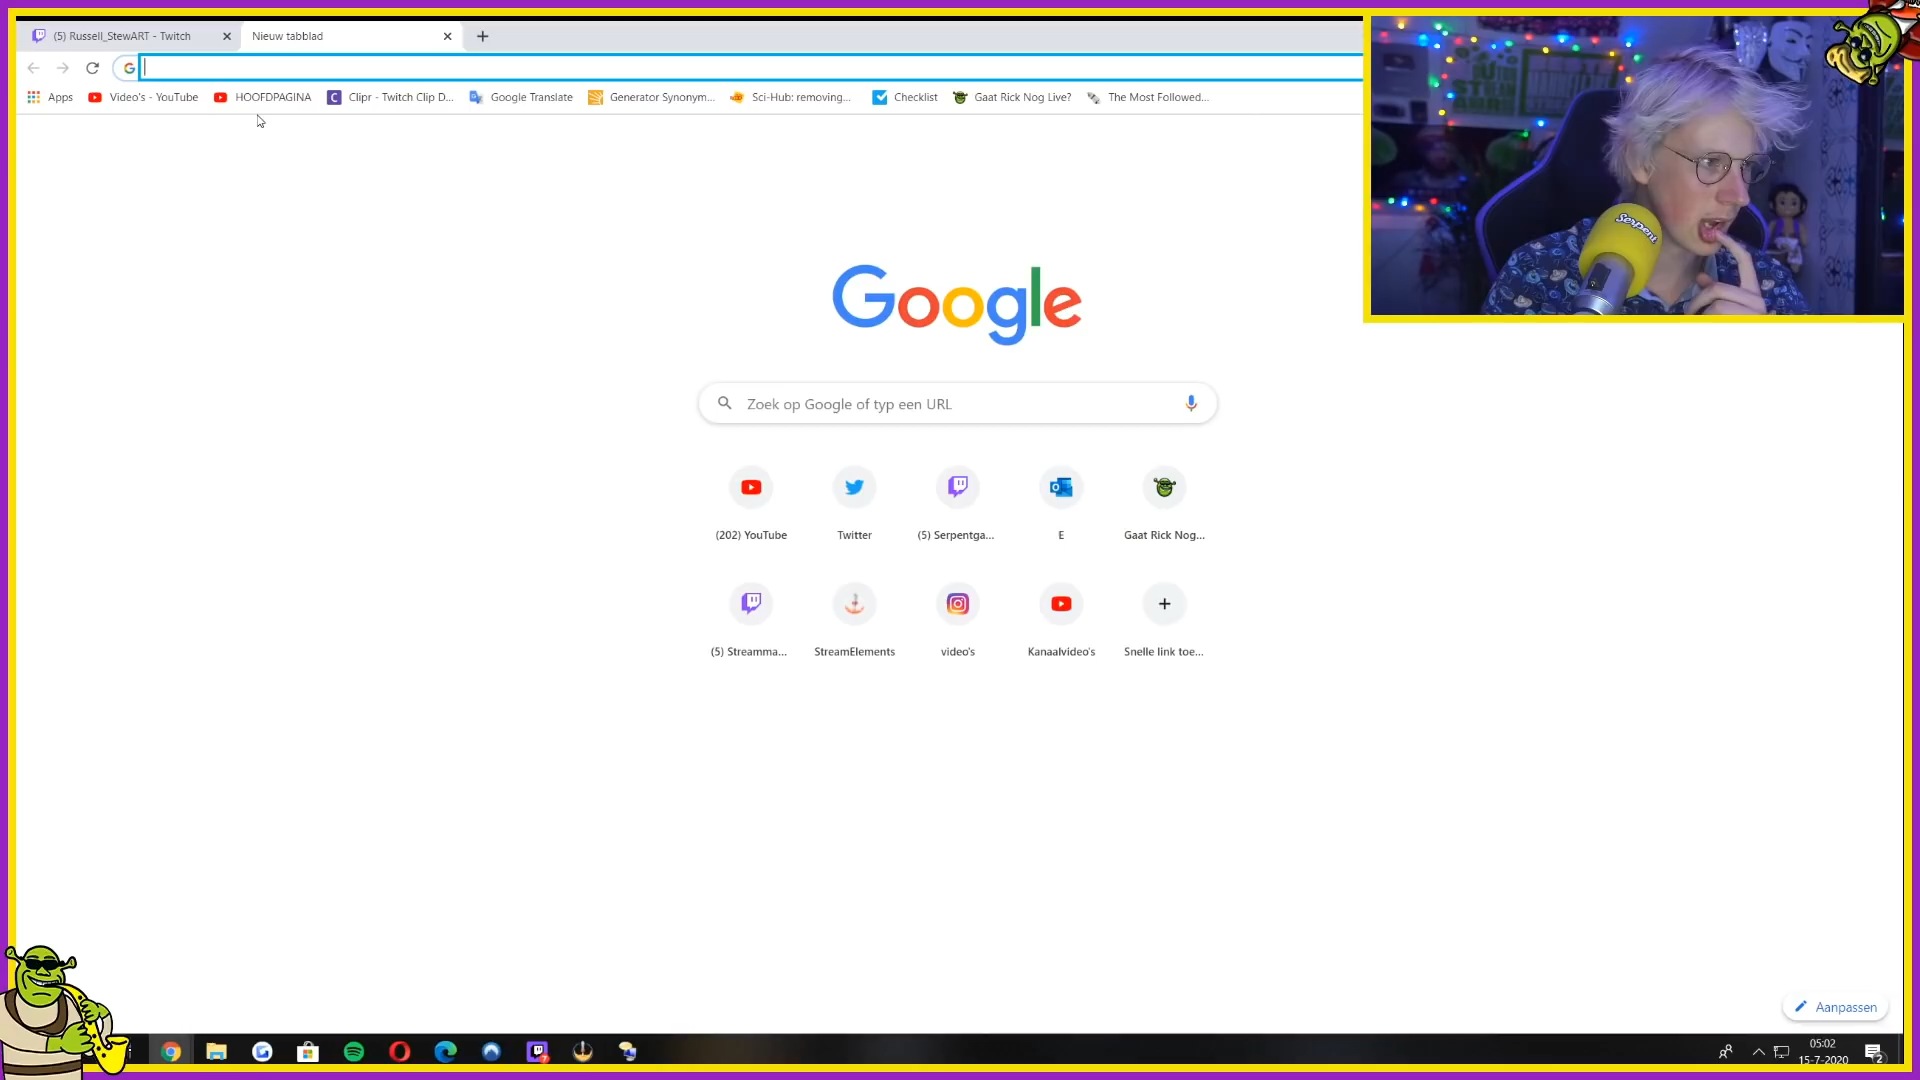 (5) Russell_StewART - Twitch
Nieuw tabblad
Apps
Video's - YouTube
HOOFDPAGINA
Clipr - Twitch Clip D...
Google Translate
Generator Synonym...
Sci-Hub: removing...
Checklist
Gaat Rick Nog Live?
The Most Followed...
Serpent
Google
Zoek op Google of typ een URL
(202) YouTube
Twitter
(5) Serpentga...
E
Gaat Rick Nog...
(5) Streamma...
StreamElements
video's
Kanaalvideo's
Snelle link toe...
Aanpassen
05:02
15-7-2020
2